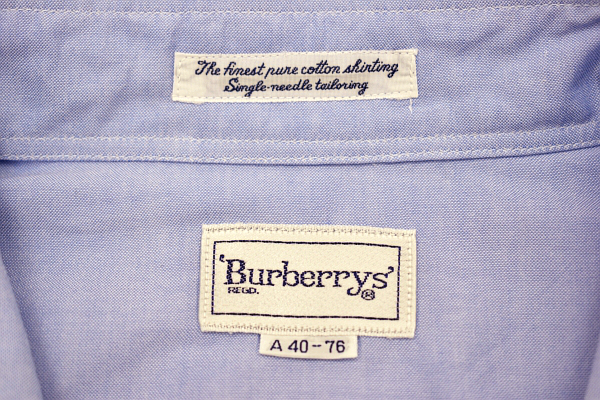 The finest pure cotton shirting
Single-needle tailoring
'Burberrys'
REGD. ®
A 40-76